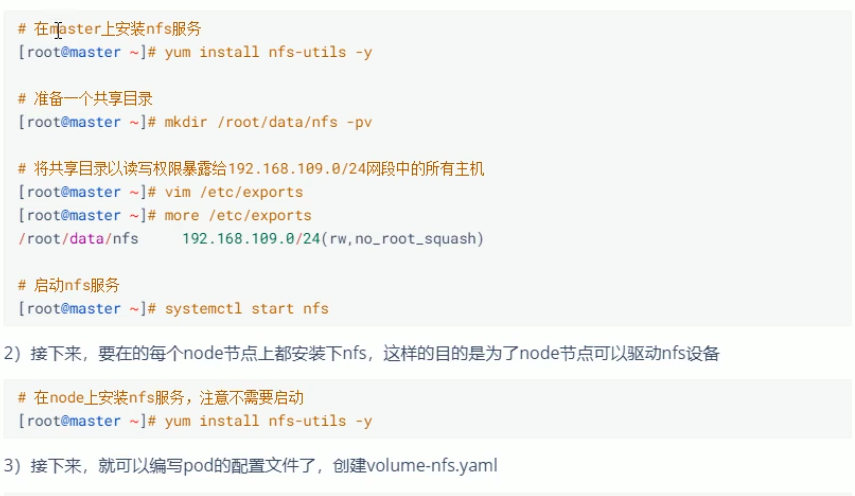 # 在master上安装nfs服务
[root@master ~]# yum install nfs-utils -y
# 准备一个共享目录
[root@master ~]# mkdir /root/data/nfs -pv
# 将共享目录以读写权限暴露给192.168.109.0/24网段中的所有主机
[root@master ~]# vim /etc/exports
[root@master ~]# more /etc/exports
/root/data/nfs     192.168.109.0/24(rw,no_root_squash)
# 启动nfs服务
[root@master ~]# systemctl start nfs
2）接下来，要在的每个node节点上都安装下nfs，这样的目的是为了node节点可以驱动nfs设备
# 在node上安装nfs服务，注意不需要启动
[root@master ~]# yum install nfs-utils -y
3）接下来，就可以编写pod的配置文件了，创建volume-nfs.yaml